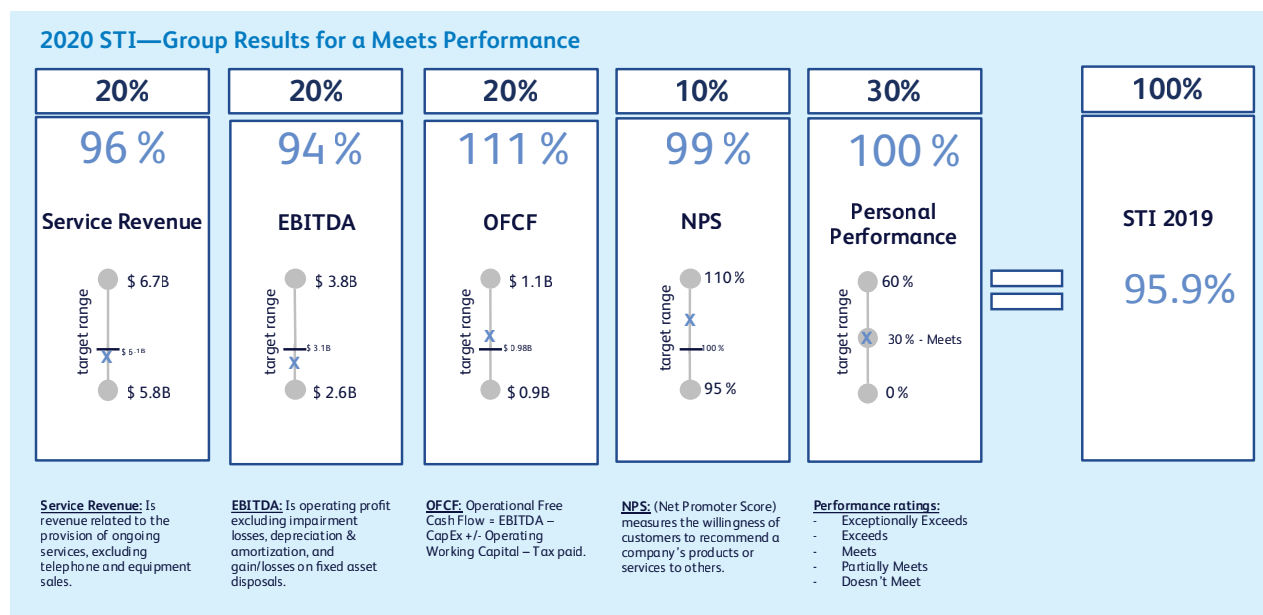 2020 STI—Group Results for a Meets Performance
20%
20%
20%
10%
30%
100%
96 %
94 %
111 %
99 %
100 %
Service Revenue
EBITDA
OFCF
NPS
Personal
Performance
STI 2019
95.9%
target range
$ 6.7B
X
$ 6.1B
$ 5.8B
target range
$ 3.8B
$ 3.1B
X
$ 2.6B
target range
$ 1.1B
X
$ 0.98B
$ 0.9B
target range
110 %
X
100 %
95 %
target range
60 %
X
30 % - Meets
0 %
Service Revenue: Is
revenue related to the
provision of ongoing
services, excluding
telephone and equipment
sales.
EBITDA: Is operating profit
excluding impairment
losses, depreciation &
amortization, and
gain/losses on fixed asset
disposals.
OFCF: Operational Free
Cash Flow = EBITDA –
CapEx +/- Operating
Working Capital – Tax paid.
NPS: (Net Promoter Score)
measures the willingness of
customers to recommend a
company's products or
services to others.
Performance ratings:
- Exceptionally Exceeds
- Exceeds
- Meets
- Partially Meets
- Doesn't Meet